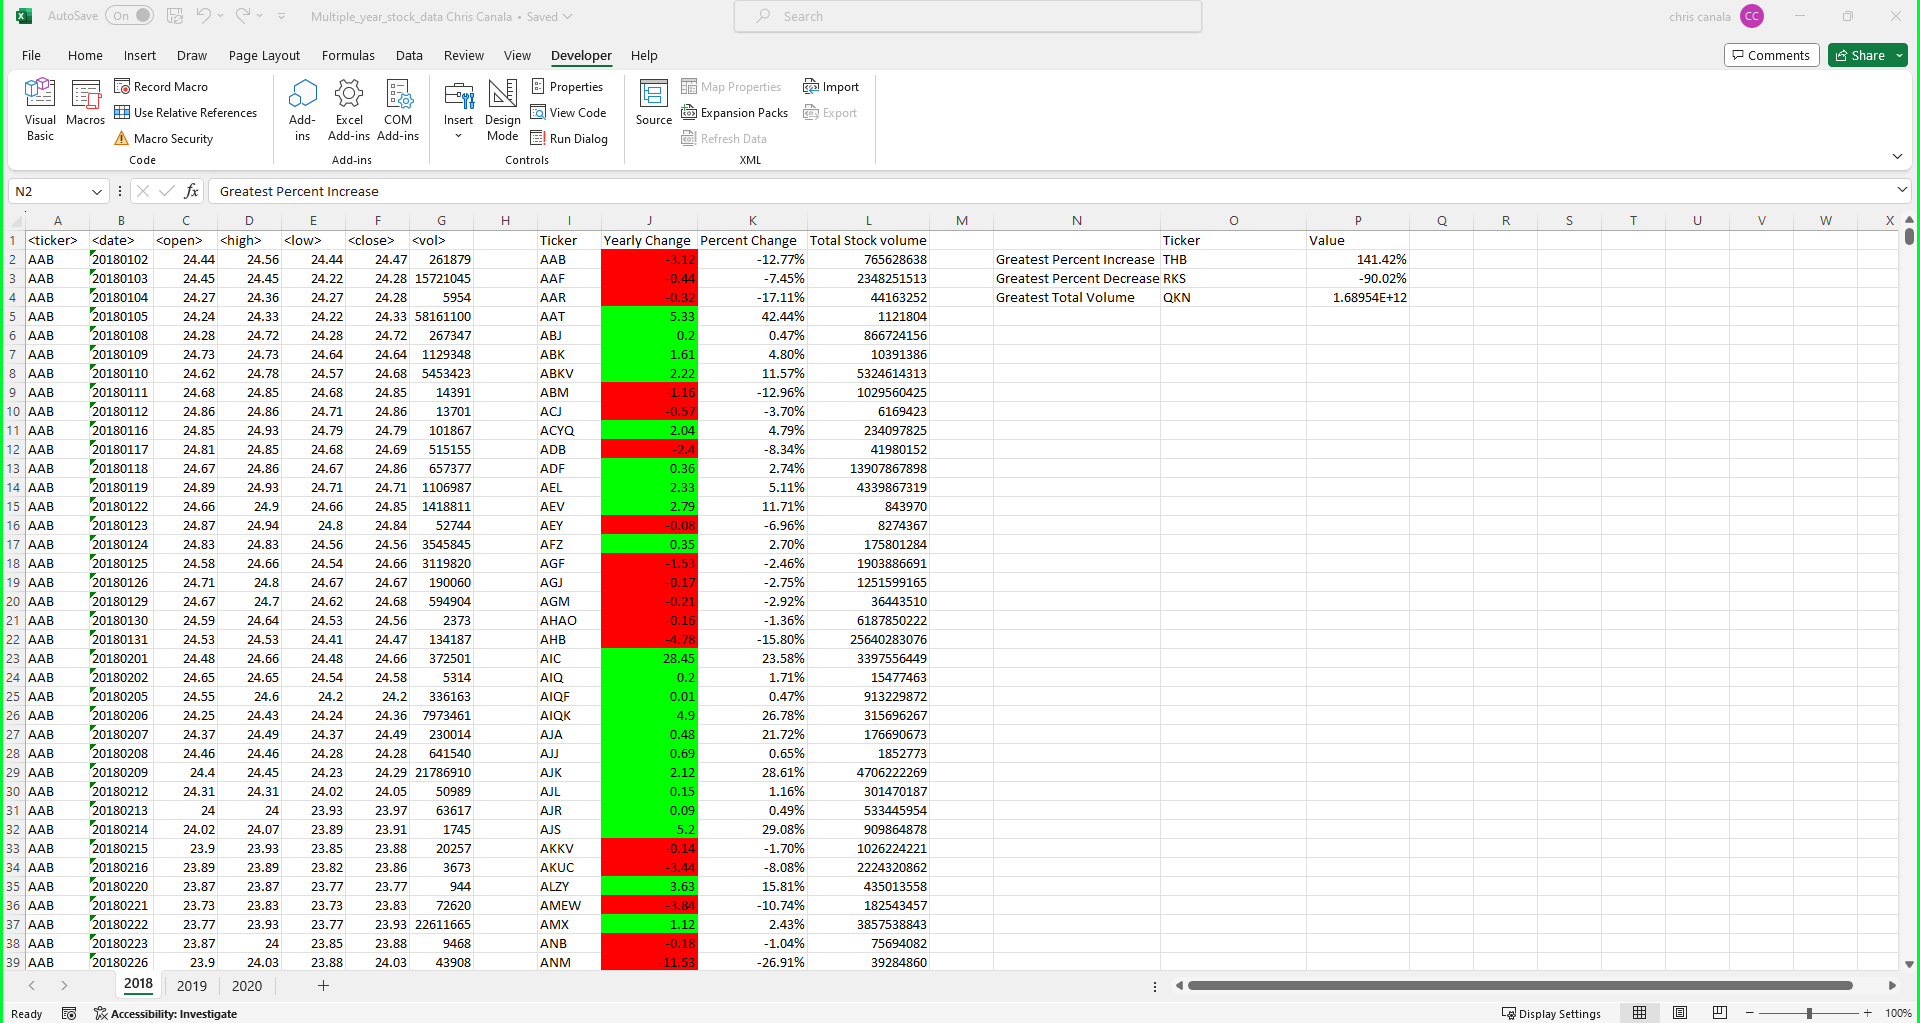 AutoSave On Multiple_year_stock_data Chris Canala • Saved Search chris canala CC
File Home Insert Draw Page Layout Formulas Data Review View Developer Help Comments Share
Visual Basic Macros Record Macro Use Relative References Macro Security Add-ins Excel Add-ins COM Add-ins Insert Design Mode Properties View Code Run Dialog Source Map Properties Expansion Packs Refresh Data Import Export
Code Add-ins Controls XML
N2 fx Greatest Percent Increase
A B C D E F G H I J K L M N O P Q R S T U V W X
1 <ticker> <date> <open> <high> <low> <close> <vol> Ticker Yearly Change Percent Change Total Stock volume Ticker Value
2 AAB 20180102 24.44 24.56 24.44 24.47 261879 AAB -3.12 -12.77% 765628638 Greatest Percent Increase THB 141.42%
3 AAB 20180103 24.45 24.45 24.22 24.28 15721045 AAF -0.44 -7.45% 2348251513 Greatest Percent Decrease RKS -90.02%
4 AAB 20180104 24.27 24.36 24.27 24.28 5954 AAR -0.32 -17.11% 44163252 Greatest Total Volume QKN 1.68954E+12
5 AAB 20180105 24.24 24.33 24.22 24.33 58161100 AAT 5.33 42.44% 1121804
6 AAB 20180108 24.28 24.72 24.28 24.72 267347 ABJ 0.2 0.47% 866724156
7 AAB 20180109 24.73 24.73 24.64 24.64 1129348 ABK 1.61 4.80% 10391386
8 AAB 20180110 24.62 24.78 24.57 24.68 5453423 ABKV 2.22 11.57% 5324614313
9 AAB 20180111 24.68 24.85 24.68 24.85 14391 ABM -1.16 -12.96% 1029560425
10 AAB 20180112 24.86 24.86 24.71 24.86 13701 ACJ -0.57 -3.70% 6169423
11 AAB 20180116 24.85 24.93 24.79 24.79 101867 ACYQ 2.04 4.79% 234097825
12 AAB 20180117 24.81 24.85 24.68 24.69 515155 ADB -2.4 -8.34% 41980152
13 AAB 20180118 24.67 24.86 24.67 24.86 657377 ADF 0.36 2.74% 13907867898
14 AAB 20180119 24.89 24.93 24.71 24.71 1106987 AEL 2.33 5.11% 4339867319
15 AAB 20180122 24.66 24.9 24.66 24.85 1418811 AEV 2.79 11.71% 843970
16 AAB 20180123 24.87 24.94 24.8 24.84 52744 AEY -0.08 -6.96% 8274367
17 AAB 20180124 24.83 24.83 24.56 24.56 3545845 AFZ 0.35 2.70% 175801284
18 AAB 20180125 24.58 24.66 24.54 24.66 3119820 AGF -1.53 -2.46% 1903886691
19 AAB 20180126 24.71 24.8 24.67 24.67 190060 AGJ -0.17 -2.75% 1251599165
20 AAB 20180129 24.67 24.7 24.62 24.68 594904 AGM -0.21 -2.92% 36443510
21 AAB 20180130 24.59 24.64 24.53 24.56 2373 AHAO -0.16 -1.36% 6187850222
22 AAB 20180131 24.53 24.53 24.41 24.47 134187 AHB -4.78 -15.80% 25640283076
23 AAB 20180201 24.48 24.66 24.48 24.66 372501 AIC 28.45 23.58% 3397556449
24 AAB 20180202 24.65 24.65 24.54 24.58 5314 AIQ 0.2 1.71% 15477463
25 AAB 20180205 24.55 24.6 24.2 24.2 336163 AIQF 0.01 0.47% 913229872
26 AAB 20180206 24.25 24.43 24.24 24.36 7973461 AIQK 4.9 26.78% 315696267
27 AAB 20180207 24.37 24.49 24.37 24.49 230014 AJA 0.48 21.72% 176690673
28 AAB 20180208 24.46 24.46 24.28 24.28 641540 AJJ 0.69 0.65% 1852773
29 AAB 20180209 24.4 24.45 24.23 24.29 21786910 AJK 2.12 28.61% 4706222269
30 AAB 20180212 24.31 24.31 24.02 24.05 50989 AJL 0.15 1.16% 301470187
31 AAB 20180213 24 24 23.93 23.97 63617 AJR 0.09 0.49% 533445954
32 AAB 20180214 24.02 24.07 23.89 23.91 1745 AJS 5.2 29.08% 909864878
33 AAB 20180215 23.9 23.93 23.85 23.88 20257 AKKV -0.14 -1.70% 1026224221
34 AAB 20180216 23.89 23.89 23.82 23.86 3673 AKUC -3.44 -8.08% 2224320862
35 AAB 20180220 23.87 23.87 23.77 23.77 944 ALZY 3.63 15.81% 435013558
36 AAB 20180221 23.73 23.83 23.73 23.83 72620 AMEW -3.84 -10.74% 182543457
37 AAB 20180222 23.77 23.93 23.77 23.93 22611665 AMX 1.12 2.43% 3857538843
38 AAB 20180223 23.87 24 23.85 23.88 9468 ANB -0.18 -1.04% 75694082
39 AAB 20180226 23.9 24.03 23.88 24.03 43908 ANM -11.53 -26.91% 39284860
2018 2019 2020
Ready Accessibility: Investigate Display Settings 100%